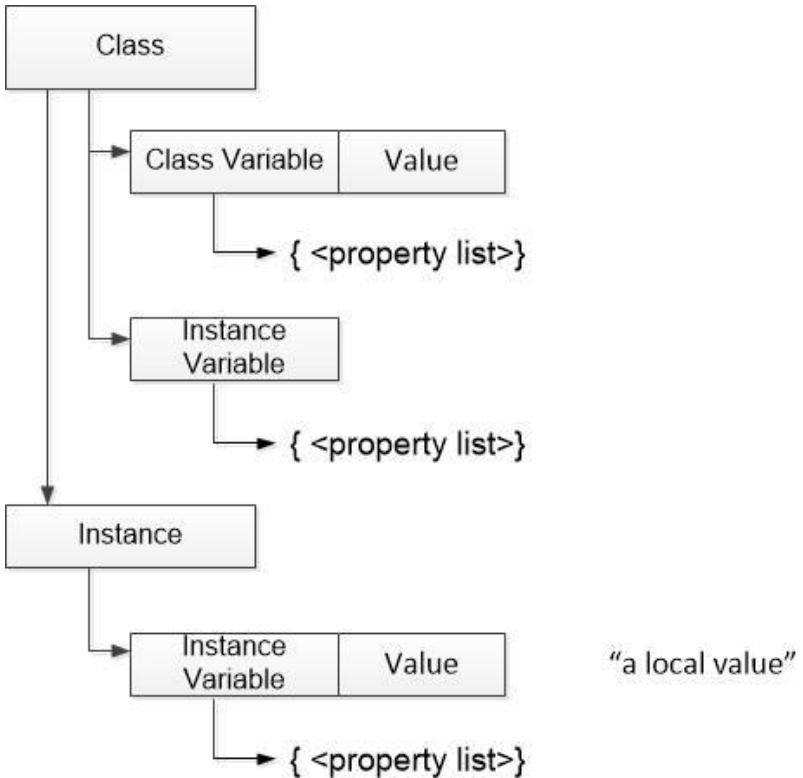 Class
Class Variable Value
{ <property list>}
Instance
Variable
{ <property list>}
Instance
Instance
Variable Value “a local value”
{ <property list>}